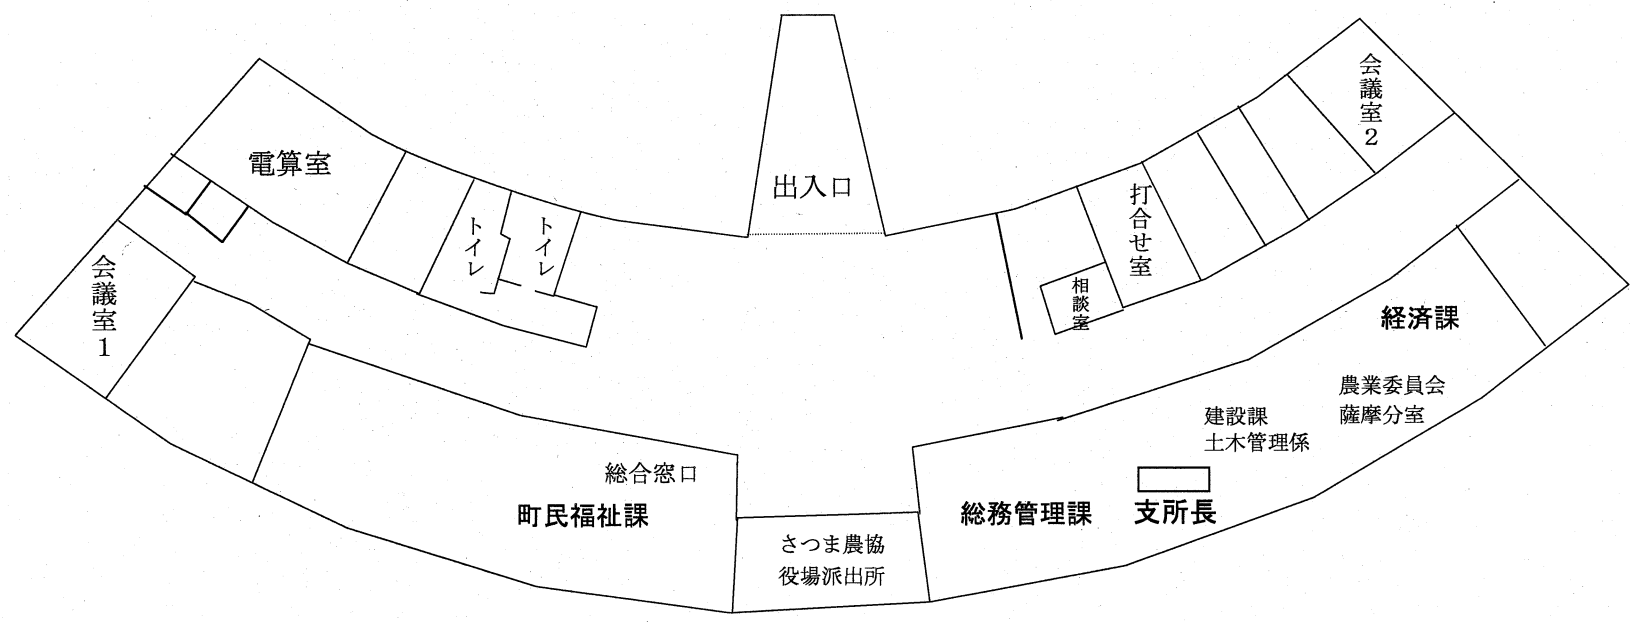 出入口
電算室
トイレ
トイレ
会議室1
会議室2
打合せ室
相談室
経済課
農業委員会
薩摩分室
建設課
土木管理係
支所長
総務管理課
総合窓口
町民福祉課
さつま農協
役場派出所